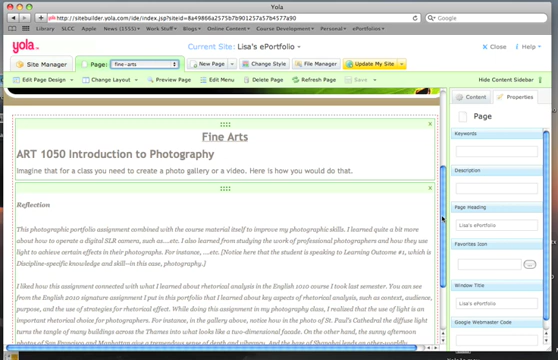 Yola
http://sitebuilder.yola.com/ide/index.jsp?siteid=8a49866a2575b7b901257a57b4577a90
Google
Library SLCC Apple News (1555) Work Stuff Blogs Online Content Course Development Personal ePortfolios
yola Current Site: Lisa's ePortfolio Close Help
Site Manager Page: fine-arts New Page Change Style File Manager Update My Site
Edit Page Design Change Layout Preview Page Edit Menu Delete Page Refresh Page Save Hide Content Sidebar
Content Properties
Page
Keywords
Description
Page Heading
Lisa's ePortfolio
Favorites Icon
...
Window Title
Lisa's ePortfolio
Google Webmaster Code
Fine Arts
ART 1050 Introduction to Photography
Imagine that for a class you need to create a photo gallery or a video. Here is how you would do that.
Reflection
This photographic portfolio assignment combined with the course material itself to improve my photographic skills. I learned quite a bit more
about how to operate a digital SLR camera, such as....etc. I also learned from studying the work of professional photographers and how they use
light to achieve certain effects in their photographs. For instance, ....etc. [Notice here that the student is speaking to Learning Outcome #1, which is
Discipline-specific knowledge and skill--in this case, photography.]
I liked how this assignment connected with what I learned about rhetorical analysis in the English 2010 course I took last semester. You can see
from the English 2010 signature assignment I put in this portfolio that I learned about key aspects of rhetorical analysis, such as context, audience,
purpose, and the use of strategies for rhetorical effect. While doing this assignment in my photography class, I realised that the use of light is an
important rhetorical choice for photographers. For instance, in the gallery above, notice how in the photo of St. Paul's Cathedral the diffuse light
turns the tangle of many buildings across the Thames into what looks like a two-dimensional facade. On the other hand, the sunny afternoon